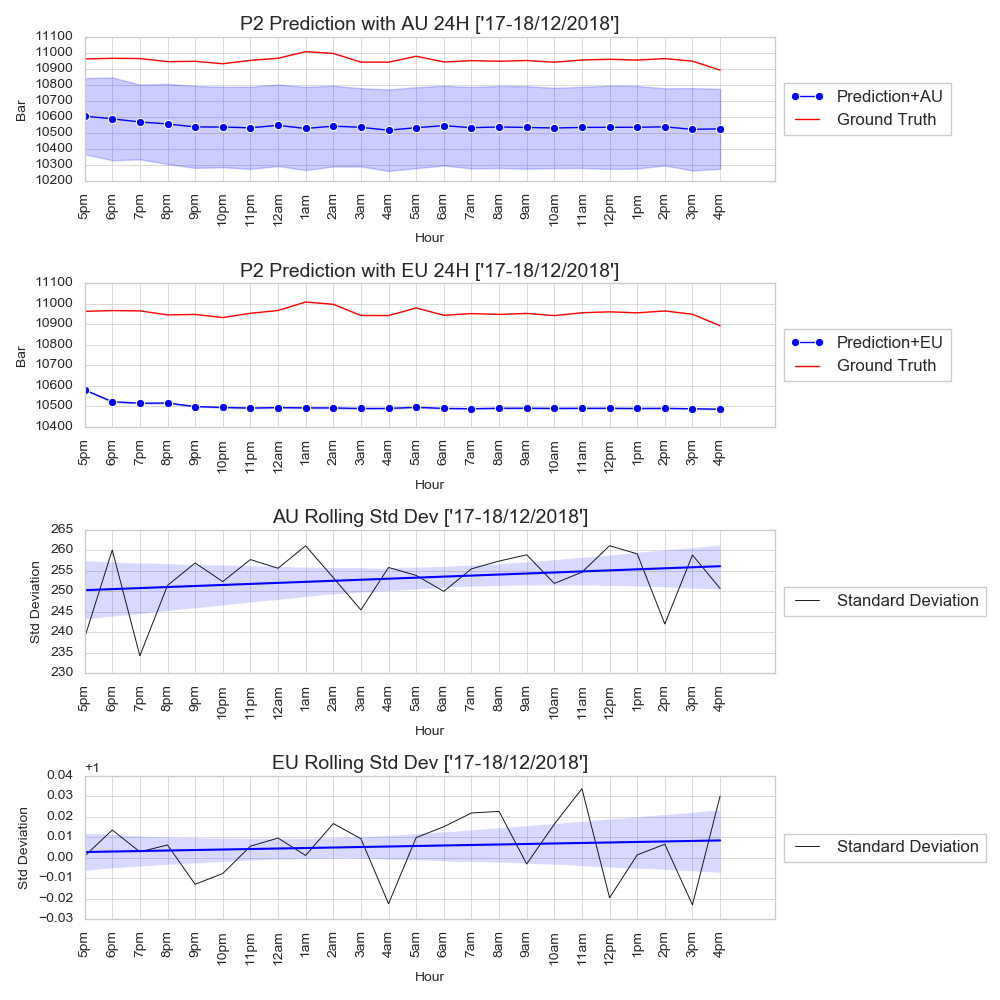 P2 Prediction with AU 24H ['17-18/12/2018']
11100
11000
10900
10800
10700
10600
10500
10400
10300
10200
Bar
5pm 6pm 7pm 8pm 9pm 10pm 11pm 12am 1am 2am 3am 4am 5am 6am 7am 8am 9am 10am 11am 12pm 1pm 2pm 3pm 4pm
Hour
Prediction+AU
Ground Truth
P2 Prediction with EU 24H ['17-18/12/2018']
11100
11000
10900
10800
10700
10600
10500
10400
Bar
5pm 6pm 7pm 8pm 9pm 10pm 11pm 12am 1am 2am 3am 4am 5am 6am 7am 8am 9am 10am 11am 12pm 1pm 2pm 3pm 4pm
Hour
Prediction+EU
Ground Truth
AU Rolling Std Dev ['17-18/12/2018']
265
260
255
250
245
240
235
230
Std Deviation
5pm 6pm 7pm 8pm 9pm 10pm 11pm 12am 1am 2am 3am 4am 5am 6am 7am 8am 9am 10am 11am 12pm 1pm 2pm 3pm 4pm
Hour
Standard Deviation
EU Rolling Std Dev ['17-18/12/2018']
+1
0.04
0.03
0.02
0.01
0.00
−0.01
−0.02
−0.03
Std Deviation
5pm 6pm 7pm 8pm 9pm 10pm 11pm 12am 1am 2am 3am 4am 5am 6am 7am 8am 9am 10am 11am 12pm 1pm 2pm 3pm 4pm
Hour
Standard Deviation